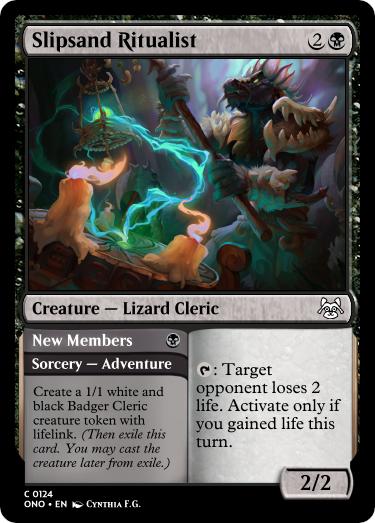 Slipsand Ritualist 2
Creature — Lizard Cleric
New Members
Sorcery — Adventure
Create a 1/1 white and
black Badger Cleric
creature token with
lifelink. (Then exile this
card. You may cast the
creature later from exile.)
: Target
opponent loses 2
life. Activate only if
you gained life this
turn.
2/2
C 0124
ONO • EN Cynthia F.G.